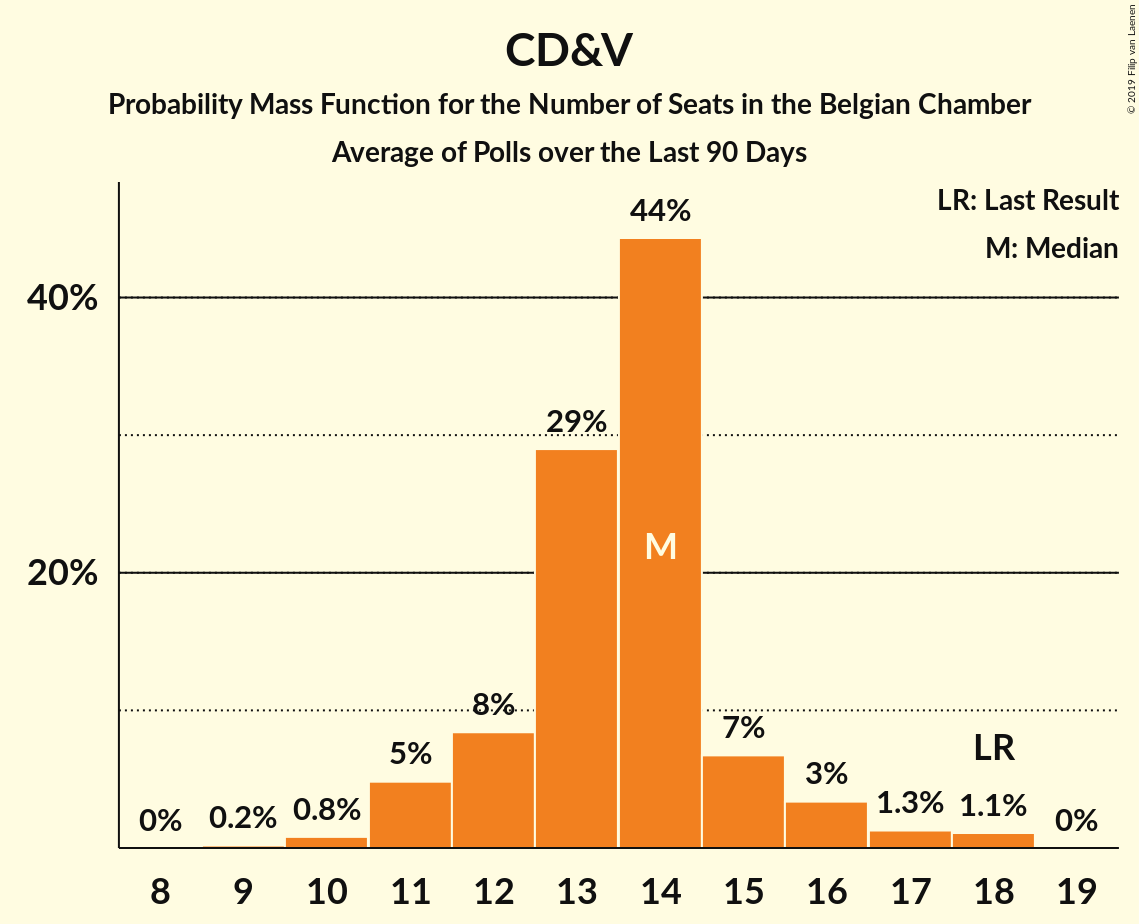 CD&V
Probability Mass Function for the Number of Seats in the Belgian Chamber
Average of Polls over the Last 90 Days
© 2019 Filip van Laenen
LR: Last Result
M: Median
40%
20%
0%
0.2%
0.8%
5%
8%
29%
44%
M
7%
3%
1.3%
LR
1.1%
0%
8 9 10 11 12 13 14 15 16 17 18 19